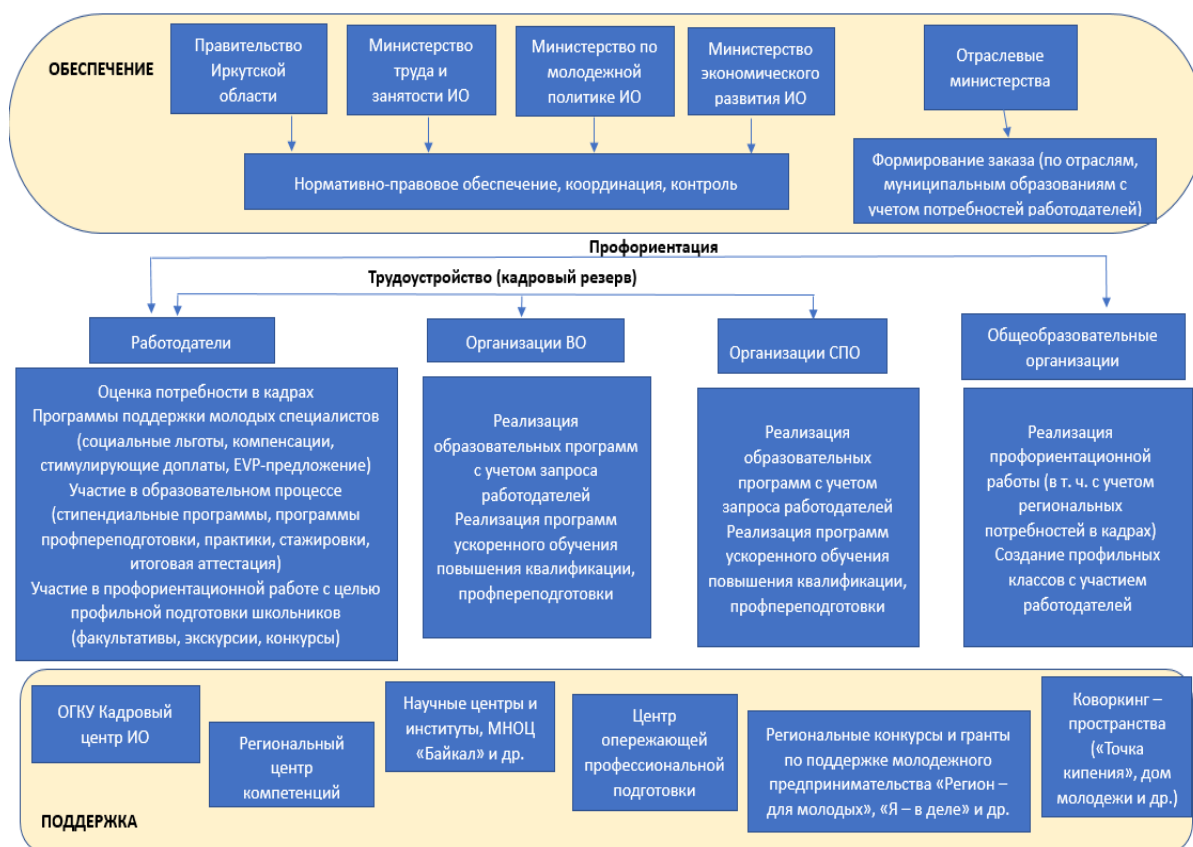 ОБЕСПЕЧЕНИЕ
Правительство
Иркутской
области
Министерство
труда и
занятости ИО
Министерство по
молодежной
политике ИО
Министерство
экономического
развития ИО
Отраслевые
министерства
Нормативно-правовое обеспечение, координация, контроль
Формирование заказа (по отраслям,
муниципальным образованиям с
учетом потребностей работодателей)
Профориентация
Трудоустройство (кадровый резерв)
Работодатели
Организации ВО
Организации СПО
Общеобразовательные
организации
Оценка потребности в кадрах
Программы поддержки молодых специалистов
(социальные льготы, компенсации,
стимулирующие доплаты, EVP-предложение)
Участие в образовательном процессе
(стипендиальные программы, программы
профпереподготовки, практики, стажировки,
итоговая аттестация)
Участие в профориентационной работе с целью
профильной подготовки школьников
(факультативы, экскурсии, конкурсы)
Реализация
образовательных программ
с учетом запроса
работодателей
Реализация программ
ускоренного обучения
повышения квалификации,
профпереподготовки
Реализация
образовательных
программ с учетом
запроса работодателей
Реализация программ
ускоренного обучения
повышения квалификации,
профпереподготовки
Реализация
профориентационной
работы (в т. ч. с учетом
региональных
потребностей в кадрах)
Создание профильных
классов с участием
работодателей
ОГКУ Кадровый
центр ИО
Региональный
центр
компетенций
Научные центры и
институты, МНОЦ
«Байкал» и др.
Центр
опережающей
профессиональной
подготовки
Региональные конкурсы и гранты
по поддержке молодежного
предпринимательства «Регион –
для молодых», «Я – в деле» и др.
Коворкинг –
пространства
(«Точка
кипения», дом
молодежи и др.)
ПОДДЕРЖКА